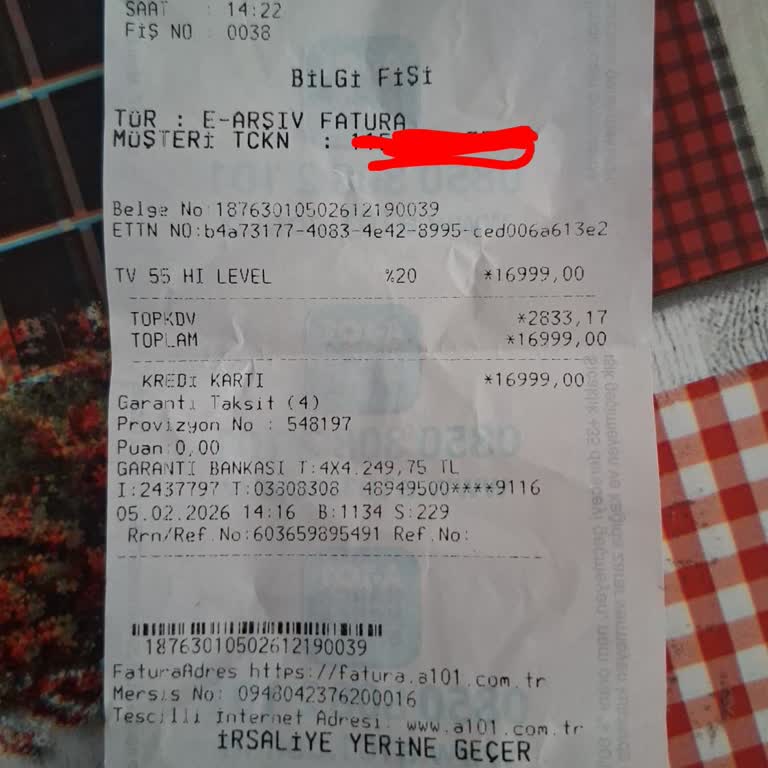 SAAT : 14:22
FİŞ NO : 0038
BİLGİ FİŞİ
TÜR : E-ARŞIV FATURA
MÜŞTERİ TCKN :
Belge No 18763010502612190039
ETTN NO:b4a73177-4083-4e42-8995-ced006a613e2
TV 55 HI LEVEL %20 *16999,00
TOPKDV *2833,17
TOPLAM *16999,00
KREDI KARTI *16999,00
Garanti Taksit (4)
Provizyon No : 548197
Puan:0,00
GARANTI BANKASI T:4X4.249,75 TL
I:2437797 T:03808308 48949500****9116
05.02.2026 14:16 B:1134 S:229
Rrn/Ref.No:603659895491 Ref.No:
18763010502612190039
FaturaAdres https://fatura.a101.com.tr
Mersis No: 0948042376200016
Tescilli İnternet Adresi: www.a101.com.tr
İRSALİYE YERİNE GEÇER